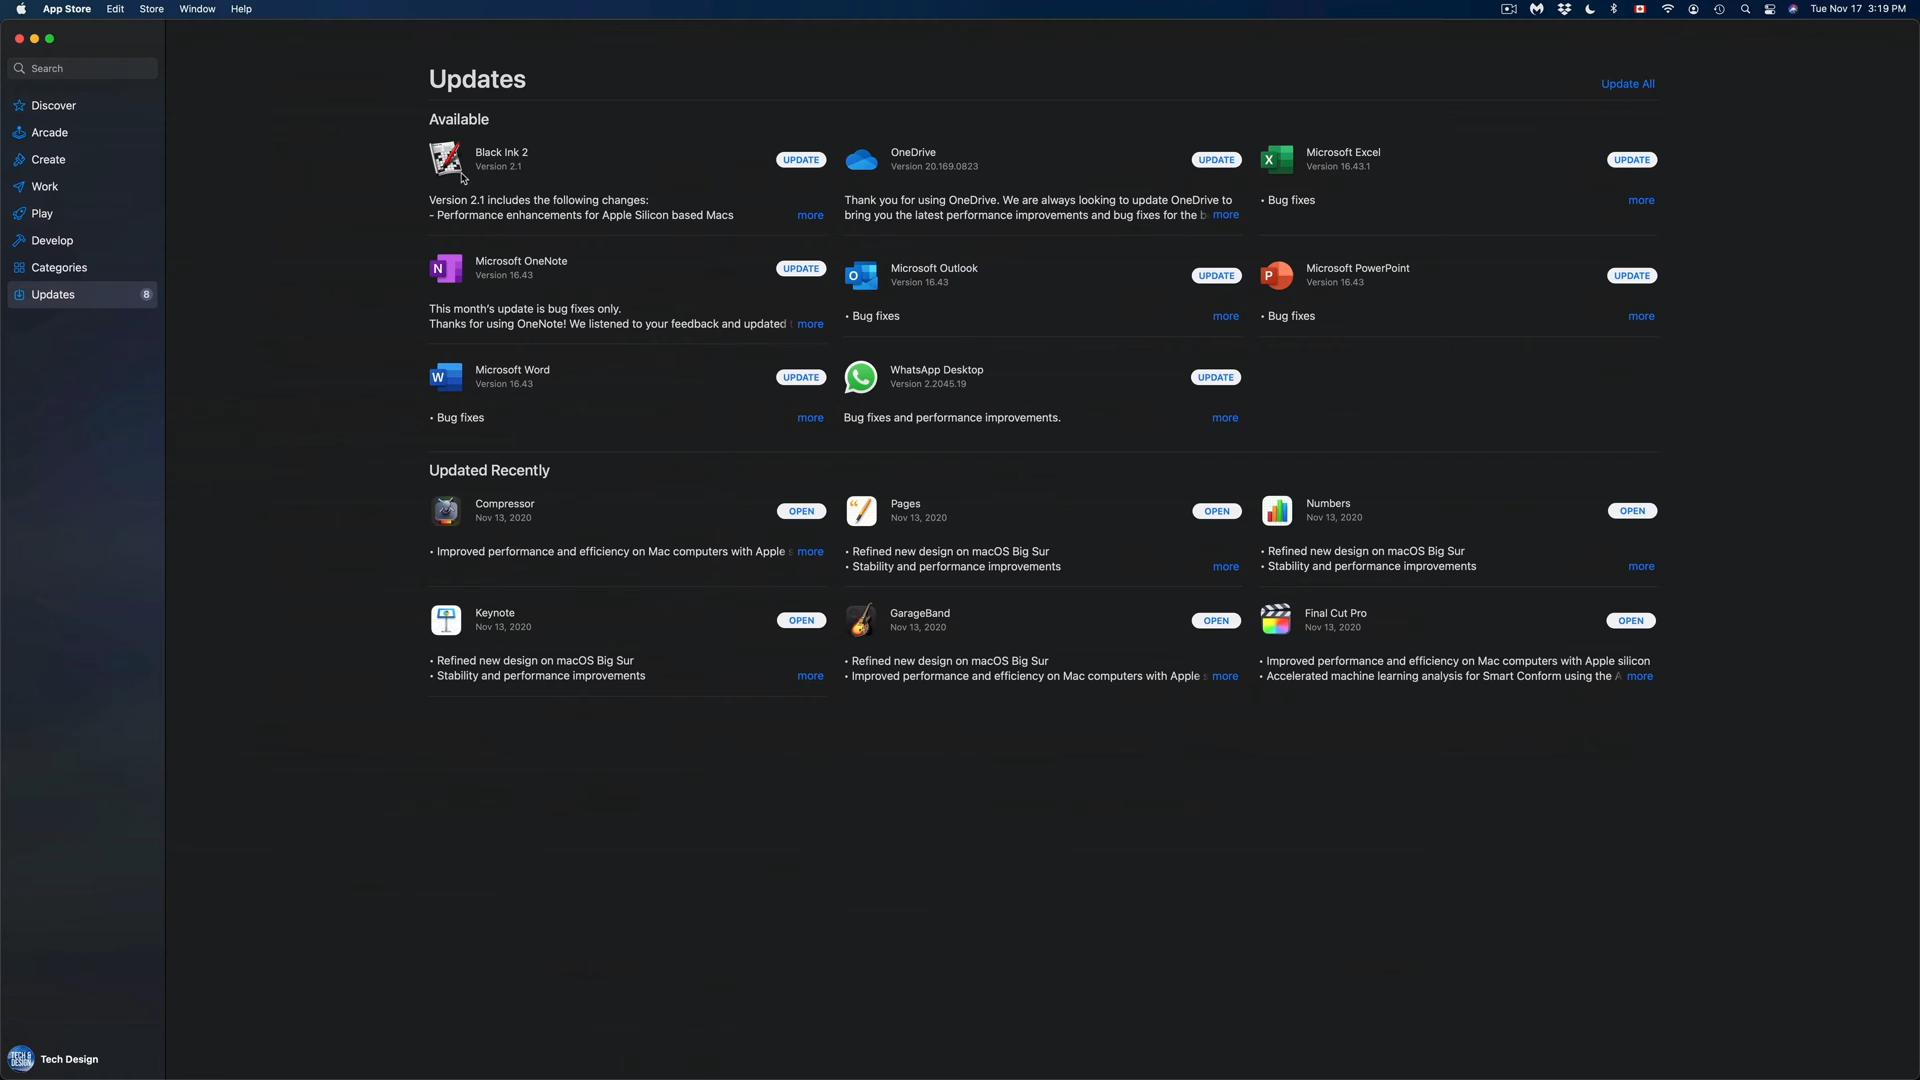 App Store Edit Store Window Help Tue Nov 17 3:19 PM
Search
Discover
Arcade
Create
Work
Play
Develop
Categories
Updates 8
Updates Update All
Available
Black Ink 2
Version 2.1
UPDATE
Version 2.1 includes the following changes:
- Performance enhancements for Apple Silicon based Macs more
OneDrive
Version 20.169.0823
UPDATE
Thank you for using OneDrive. We are always looking to update OneDrive to
bring you the latest performance improvements and bug fixes for the b more
Microsoft Excel
Version 16.43.1
UPDATE
• Bug fixes more
Microsoft OneNote
Version 16.43
UPDATE
This month's update is bug fixes only.
Thanks for using OneNote! We listened to your feedback and updated more
Microsoft Outlook
Version 16.43
UPDATE
• Bug fixes more
Microsoft PowerPoint
Version 16.43
UPDATE
• Bug fixes more
Microsoft Word
Version 16.43
UPDATE
• Bug fixes more
WhatsApp Desktop
Version 2.2045.19
UPDATE
Bug fixes and performance improvements. more
Updated Recently
Compressor
Nov 13, 2020
OPEN
• Improved performance and efficiency on Mac computers with Apple s more
Pages
Nov 13, 2020
OPEN
• Refined new design on macOS Big Sur
• Stability and performance improvements more
Numbers
Nov 13, 2020
OPEN
• Refined new design on macOS Big Sur
• Stability and performance improvements more
Keynote
Nov 13, 2020
OPEN
• Refined new design on macOS Big Sur
• Stability and performance improvements more
GarageBand
Nov 13, 2020
OPEN
• Refined new design on macOS Big Sur
• Improved performance and efficiency on Mac computers with Apple s more
Final Cut Pro
Nov 13, 2020
OPEN
• Improved performance and efficiency on Mac computers with Apple silicon
• Accelerated machine learning analysis for Smart Conform using the A more
TECH &
DESIGN
Tech Design